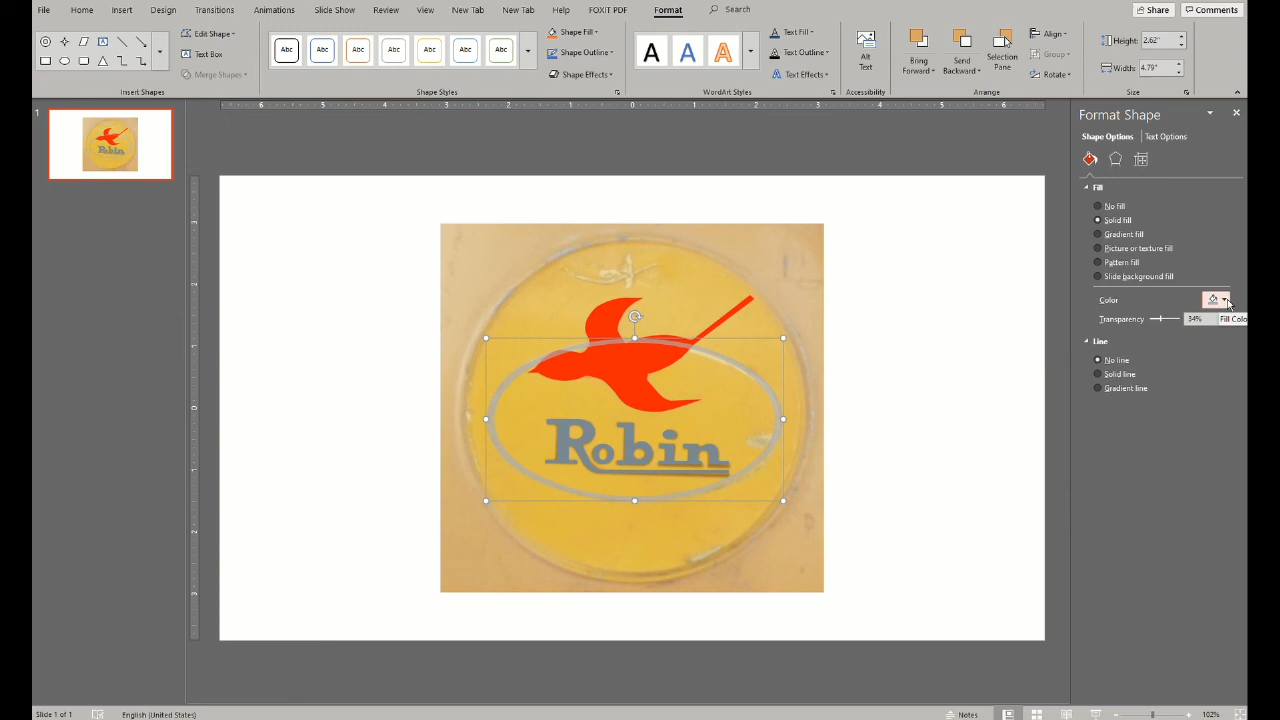 File Home Insert Design Transitions Animations Slide Show Review View New Tab New Tab Help FOXIT PDF Format Search Share Comments
Edit Shape
Text Box
Merge Shapes
Insert Shapes
Abc Abc Abc Abc Abc Abc Abc
Shape Fill
Shape Outline
Shape Effects
Shape Styles
A A A
Text Fill
Text Outline
Text Effects
WordArt Styles
Alt Text
Accessibility
Bring Forward
Send Backward
Selection Pane
Align
Group
Rotate
Arrange
Height: 2.62"
Width: 4.79"
Size
1
Robin
Robin
Format Shape
Shape Options Text Options
Fill
No fill
Solid fill
Gradient fill
Picture or texture fill
Pattern fill
Slide background fill
Color
Transparency 34% Fill Colo
Line
No line
Solid line
Gradient line
Slide 1 of 1 English (United States) Notes 102%